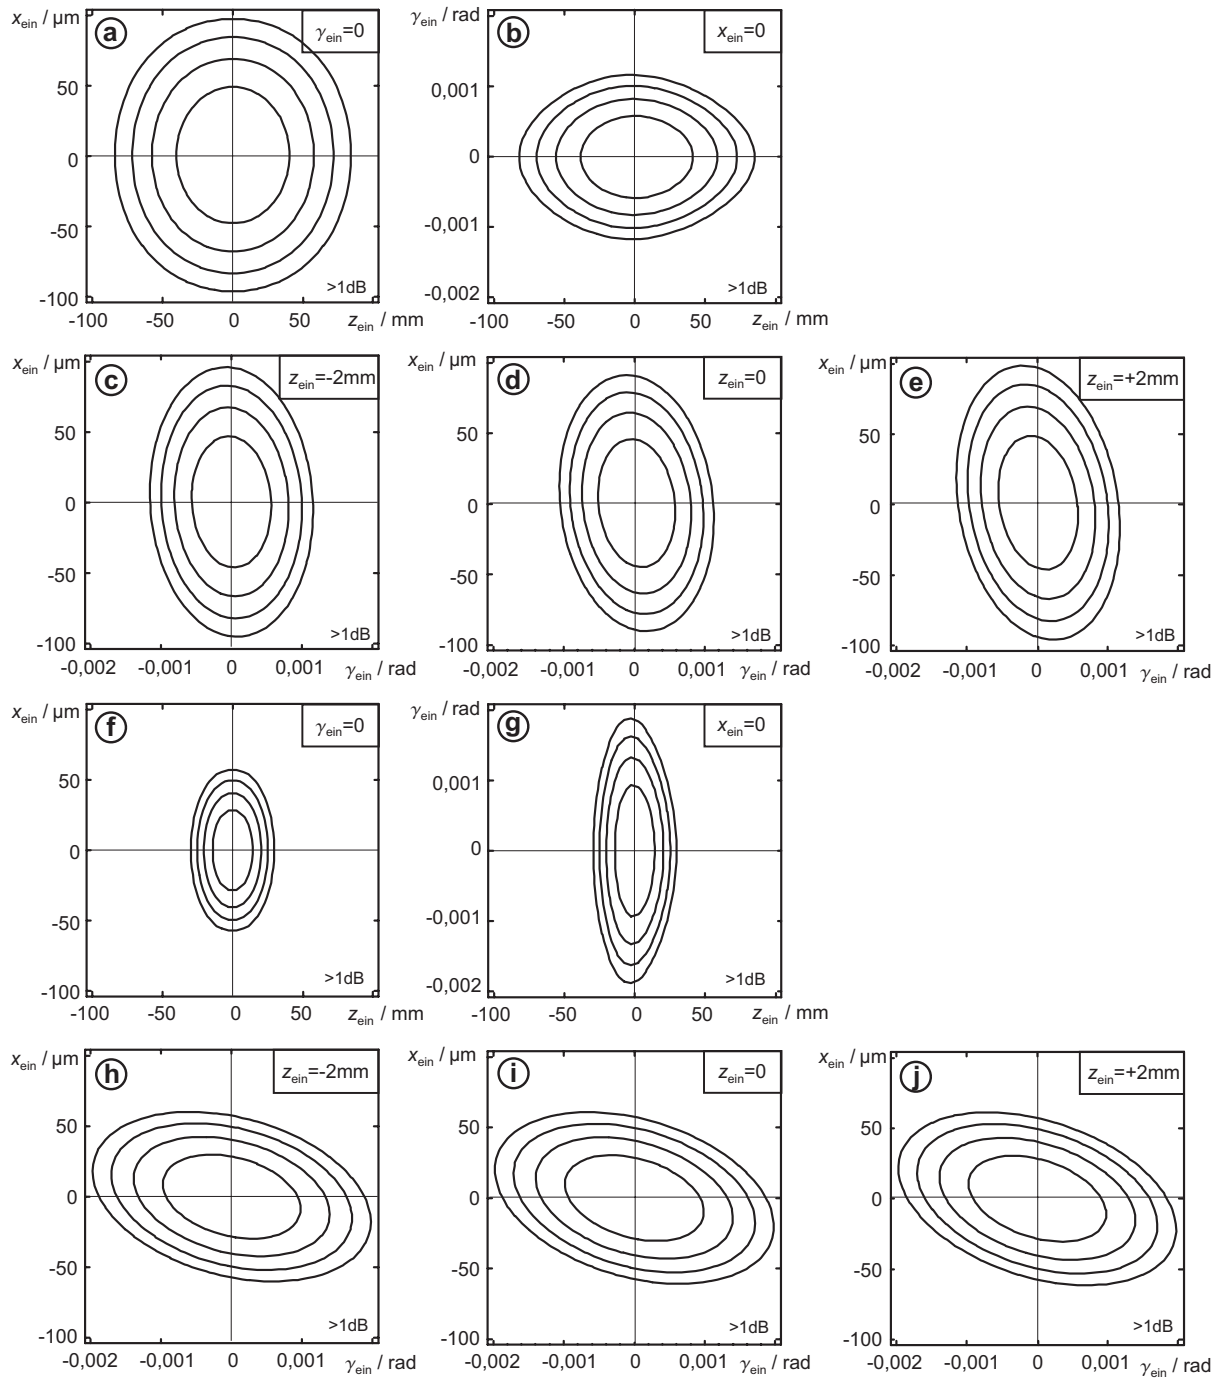 x_ein / µm
a
γ_ein=0
50
0
-50
-100
>1dB
-100 -50 0 50 z_ein / mm
γ_ein / rad
b
x_ein=0
0,001
0
-0,001
-0,002
>1dB
-100 -50 0 50 z_ein / mm
x_ein / µm
c
z_ein=-2mm
50
0
-50
-100
>1dB
-0,002 -0,001 0 0,001 γ_ein / rad
x_ein / µm
d
z_ein=0
50
0
-50
-100
>1dB
-0,002 -0,001 0 0,001 γ_ein / rad
x_ein / µm
e
z_ein=+2mm
50
0
-50
-100
>1dB
-0,002 -0,001 0 0,001 γ_ein / rad
x_ein / µm
f
γ_ein=0
50
0
-50
-100
>1dB
-100 -50 0 50 z_ein / mm
γ_ein / rad
g
x_ein=0
0,001
0
-0,001
-0,002
>1dB
-100 -50 0 50 z_ein / mm
x_ein / µm
h
z_ein=-2mm
50
0
-50
-100
>1dB
-0,002 -0,001 0 0,001 γ_ein / rad
x_ein / µm
i
z_ein=0
50
0
-50
-100
>1dB
-0,002 -0,001 0 0,001 γ_ein / rad
x_ein / µm
j
z_ein=+2mm
50
0
-50
-100
>1dB
-0,002 -0,001 0 0,001 γ_ein / rad